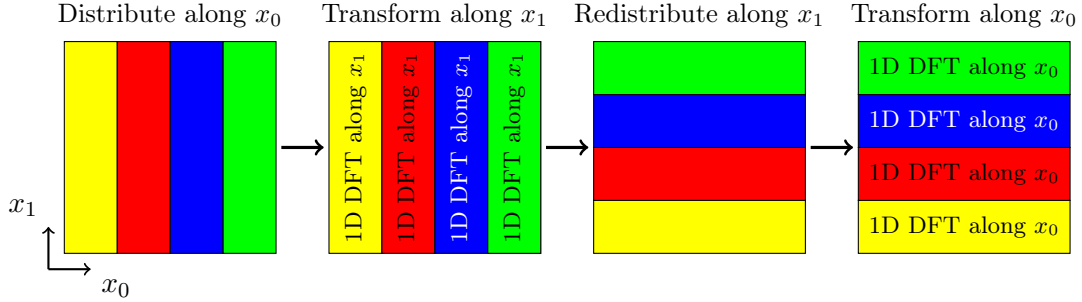 Distribute along x₀
Transform along x₁
Redistribute along x₁
Transform along x₀
x₁
x₀
1D DFT along x₁
1D DFT along x₁
1D DFT along x₁
1D DFT along x₁
1D DFT along x₀
1D DFT along x₀
1D DFT along x₀
1D DFT along x₀